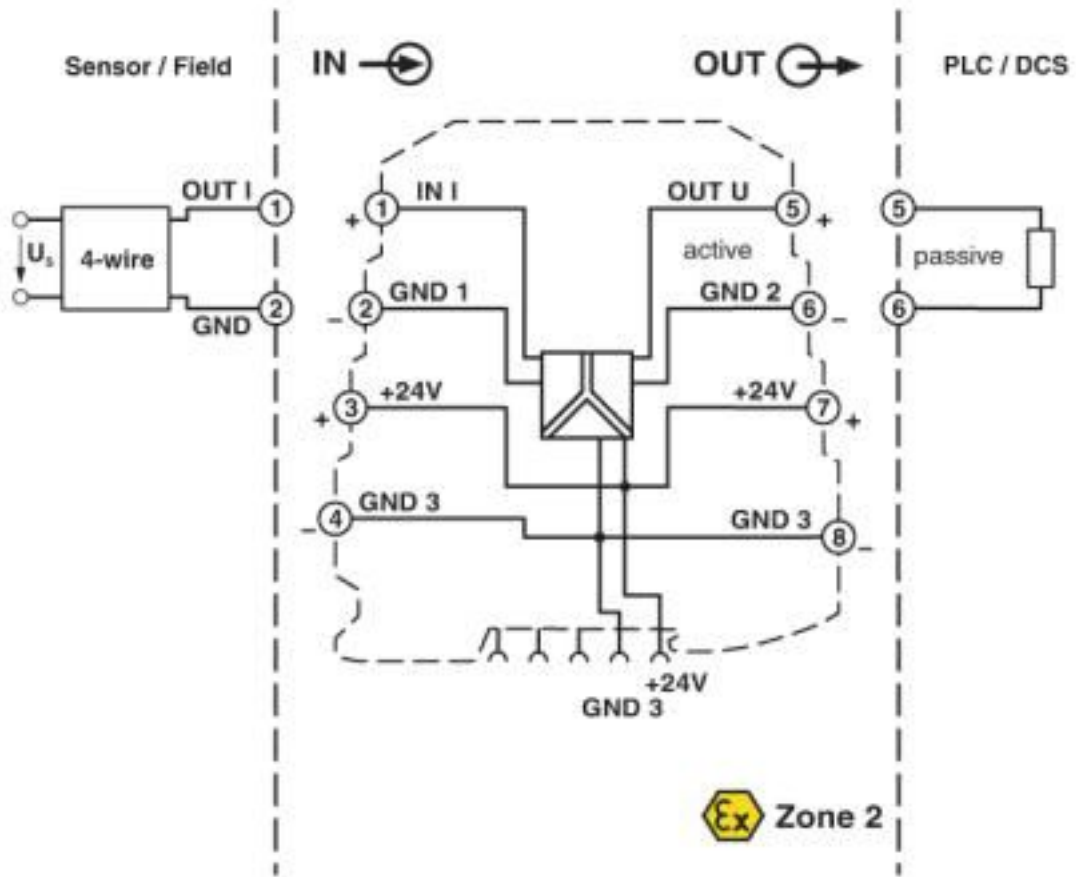 Sensor / Field
IN
OUT
PLC / DCS
OUT I
1
+
1
IN I
OUT U
5
+
5
Us
4-wire
active
passive
2
GND
−
2
GND 1
GND 2
6
−
6
+
3
+24V
+24V
7
+
−
4
GND 3
GND 3
8
−
+24V
GND 3
Ex
Zone 2